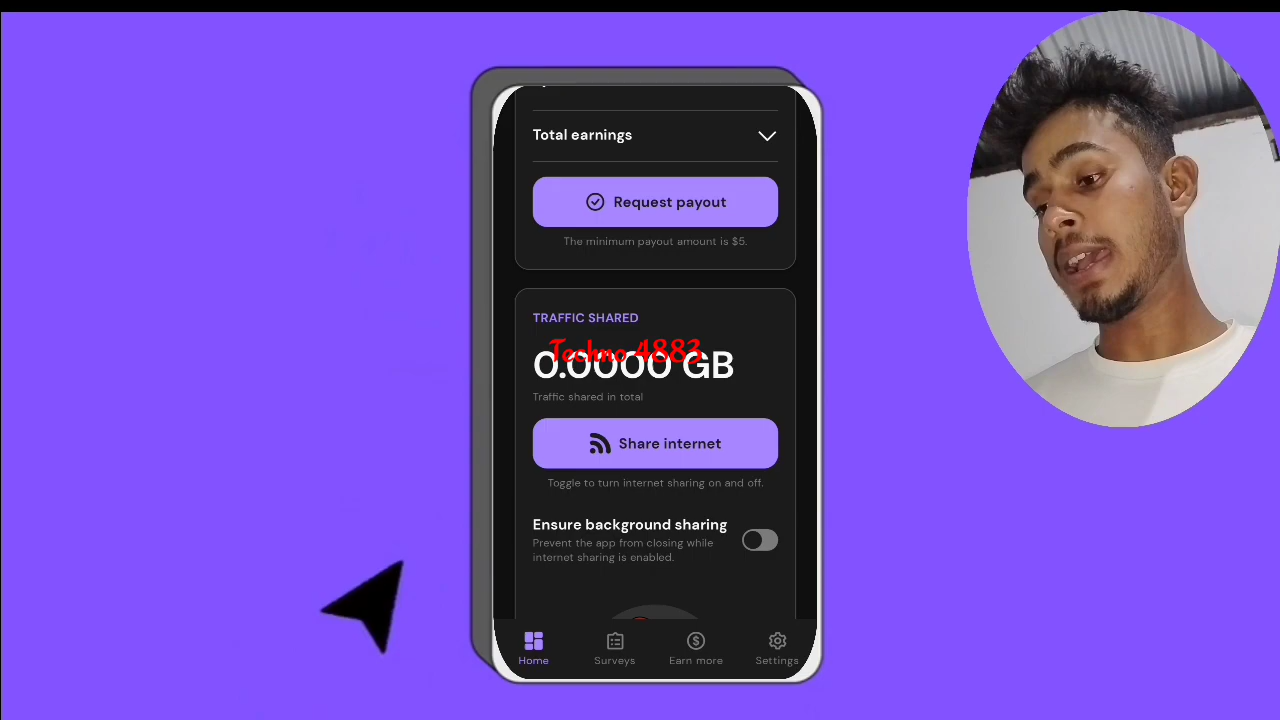 Total earnings
Request payout
The minimum payout amount is $5.
TRAFFIC SHARED
Techno 4883
0.0000 GB
Traffic shared in total
Share internet
Toggle to turn internet sharing on and off.
Ensure background sharing
Prevent the app from closing while
internet sharing is enabled.
Home
Surveys
Earn more
Settings